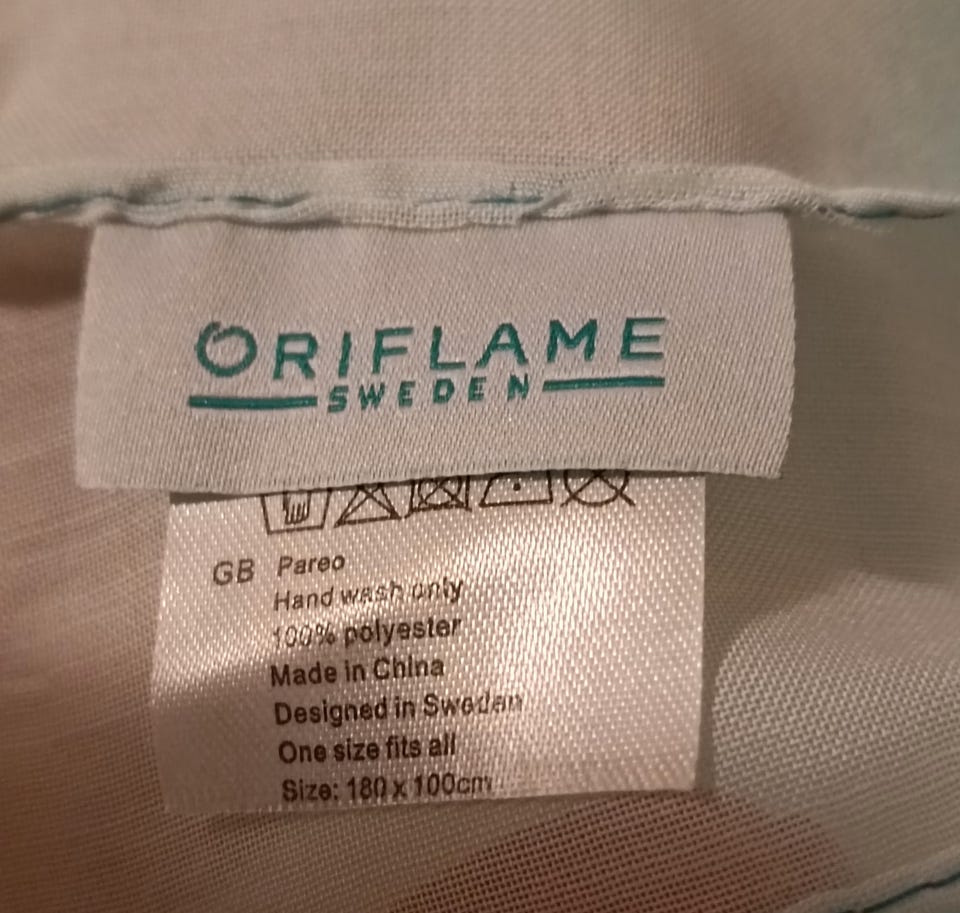 ORIFLAME
SWEDEN
GB Pareo
Hand wash only
100% polyester
Made in China
Designed in Sweden
One size fits all
Size: 180 x 100cm